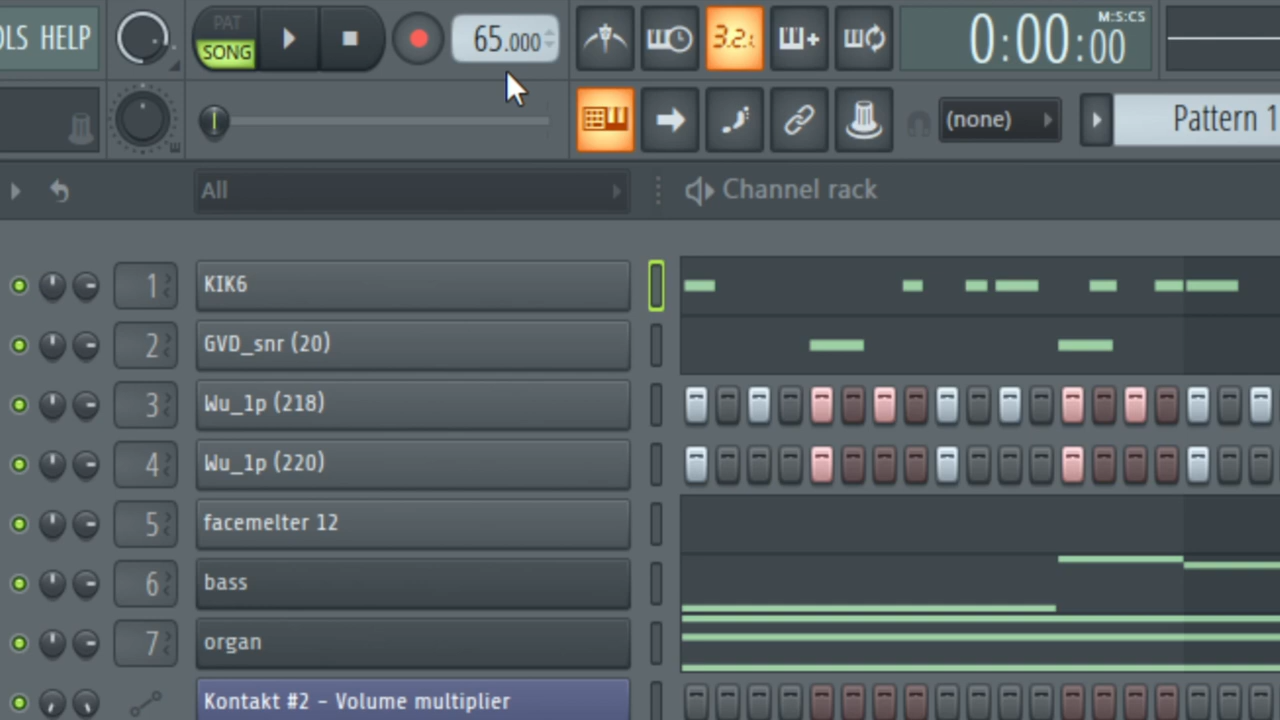 OLS HELP
PAT
SONG
65.000
3.2.
M:S:CS
0:00:00
(none)
Pattern 1
All
Channel rack
1 KIK6
2 GVD_snr (20)
3 Wu_1p (218)
4 Wu_1p (220)
5 facemelter 12
6 bass
7 organ
Kontakt #2 - Volume multiplier